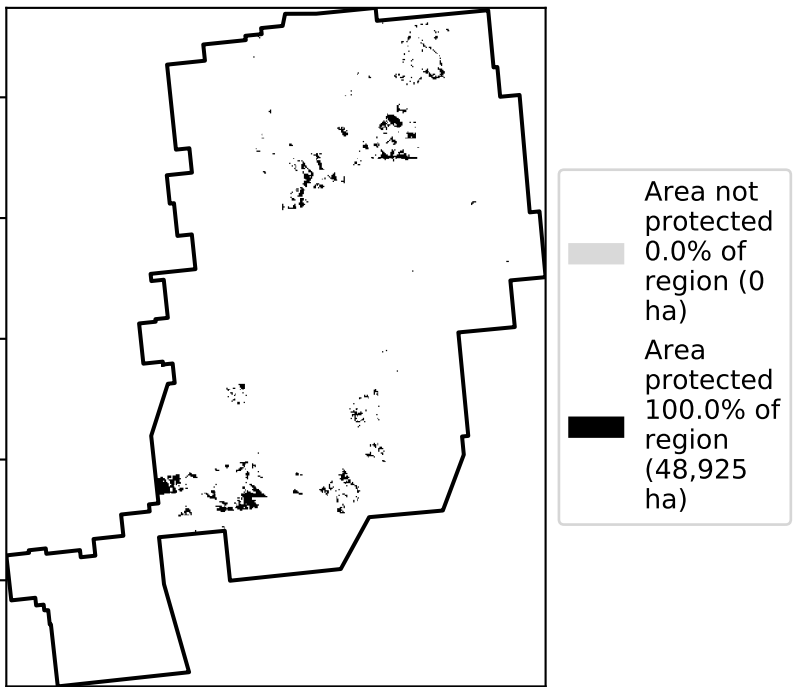 Area not
protected
0.0% of
region (0
ha)
Area
protected
100.0% of
region
(48,925
ha)